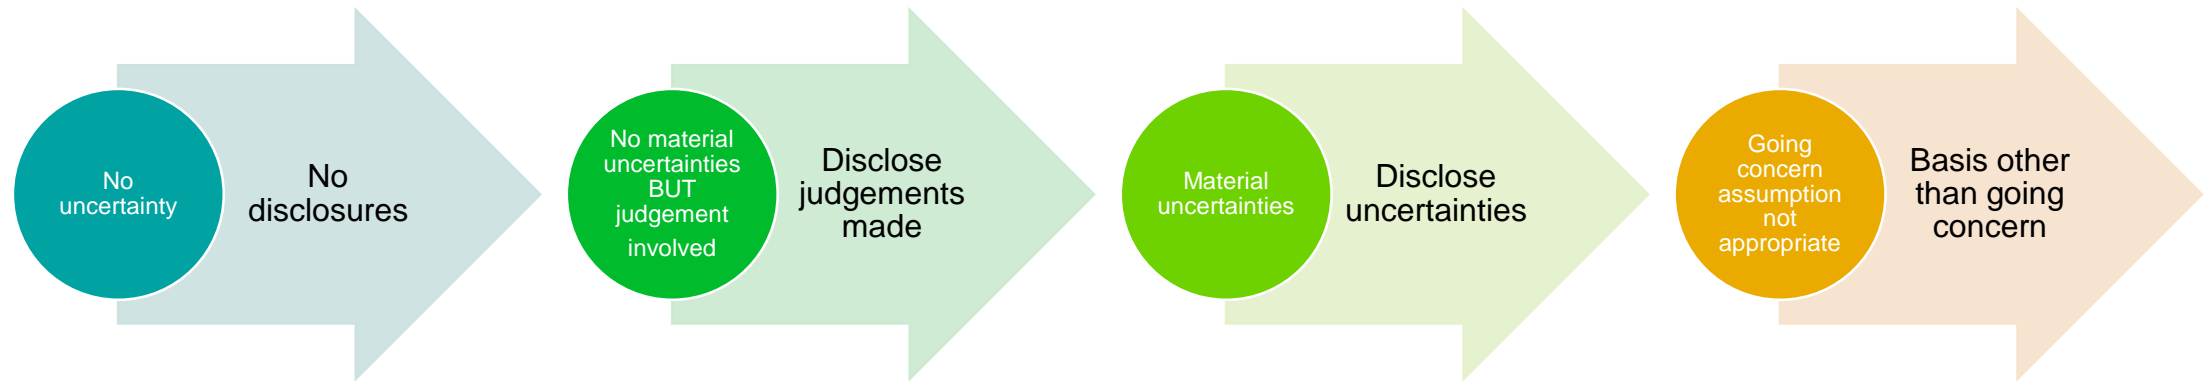 No
uncertainty
No
disclosures
No material
uncertainties
BUT
judgement
involved
Disclose
judgements
made
Material
uncertainties
Disclose
uncertainties
Going
concern
assumption
not
appropriate
Basis other
than going
concern